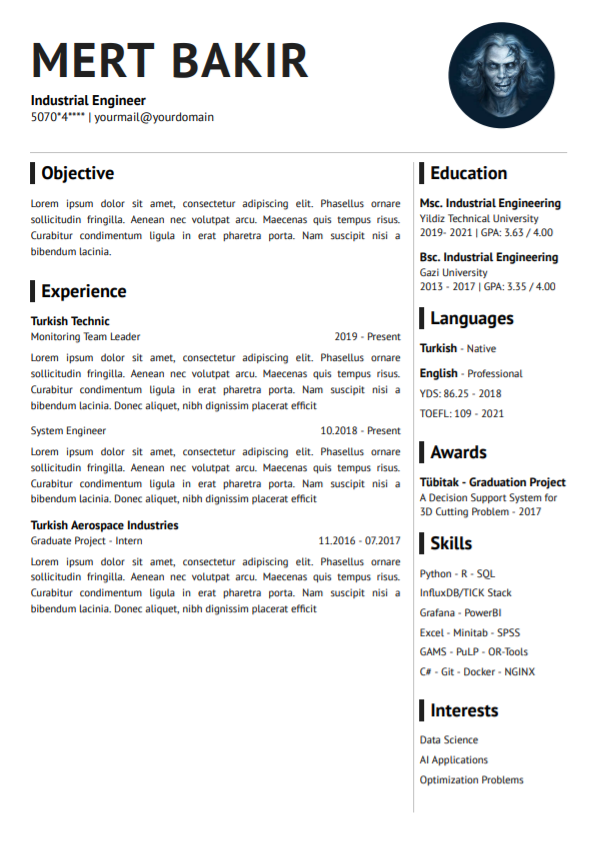 MERT BAKIR
Industrial Engineer
5070*4**** | yourmail@yourdomain
Objective
Lorem ipsum dolor sit amet, consectetur adipiscing elit. Phasellus ornare
sollicitudin fringilla. Aenean nec volutpat arcu. Maecenas quis tempus risus.
Curabitur condimentum ligula in erat pharetra porta. Nam suscipit nisi a
bibendum lacinia.
Experience
Turkish Technic
Monitoring Team Leader 2019 - Present
Lorem ipsum dolor sit amet, consectetur adipiscing elit. Phasellus ornare
sollicitudin fringilla. Aenean nec volutpat arcu. Maecenas quis tempus risus.
Curabitur condimentum ligula in erat pharetra porta. Nam suscipit nisi a
bibendum lacinia. Donec aliquet, nibh dignissim placerat efficit
System Engineer 10.2018 - Present
Lorem ipsum dolor sit amet, consectetur adipiscing elit. Phasellus ornare
sollicitudin fringilla. Aenean nec volutpat arcu. Maecenas quis tempus risus.
Curabitur condimentum ligula in erat pharetra porta. Nam suscipit nisi a
bibendum lacinia. Donec aliquet, nibh dignissim placerat efficit
Turkish Aerospace Industries
Graduate Project - Intern 11.2016 - 07.2017
Lorem ipsum dolor sit amet, consectetur adipiscing elit. Phasellus ornare
sollicitudin fringilla. Aenean nec volutpat arcu. Maecenas quis tempus risus.
Curabitur condimentum ligula in erat pharetra porta. Nam suscipit nisi a
bibendum lacinia. Donec aliquet, nibh dignissim placerat efficit
Education
Msc. Industrial Engineering
Yildiz Technical University
2019- 2021 | GPA: 3.63 / 4.00
Bsc. Industrial Engineering
Gazi University
2013 - 2017 | GPA: 3.35 / 4.00
Languages
Turkish - Native
English - Professional
YDS: 86.25 - 2018
TOEFL: 109 - 2021
Awards
Tübitak - Graduation Project
A Decision Support System for
3D Cutting Problem - 2017
Skills
Python - R - SQL
InfluxDB/TICK Stack
Grafana - PowerBI
Excel - Minitab - SPSS
GAMS - PuLP - OR-Tools
C# - Git - Docker - NGINX
Interests
Data Science
AI Applications
Optimization Problems